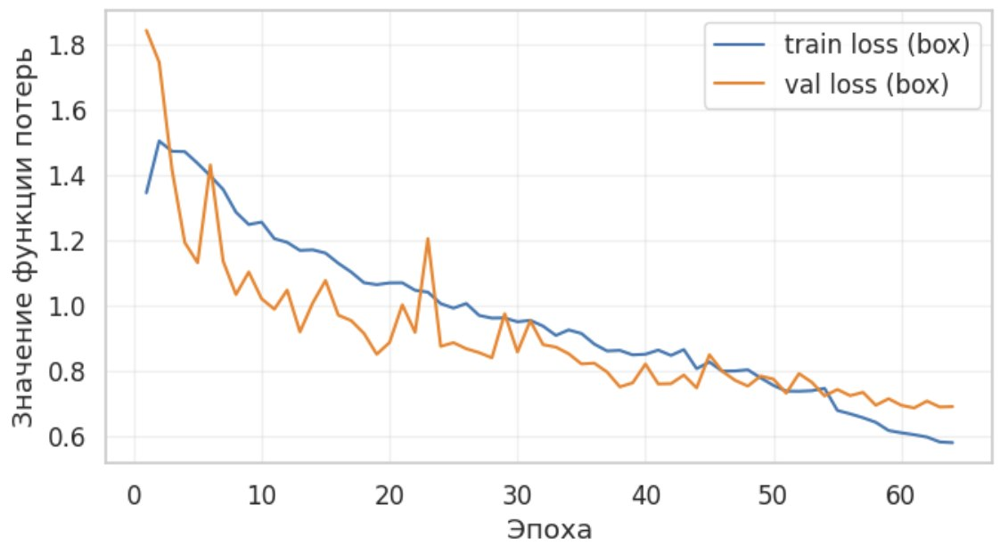 Значение функции потерь
1.8
1.6
1.4
1.2
1.0
0.8
0.6
train loss (box)
val loss (box)
0 10 20 30 40 50 60
Эпоха